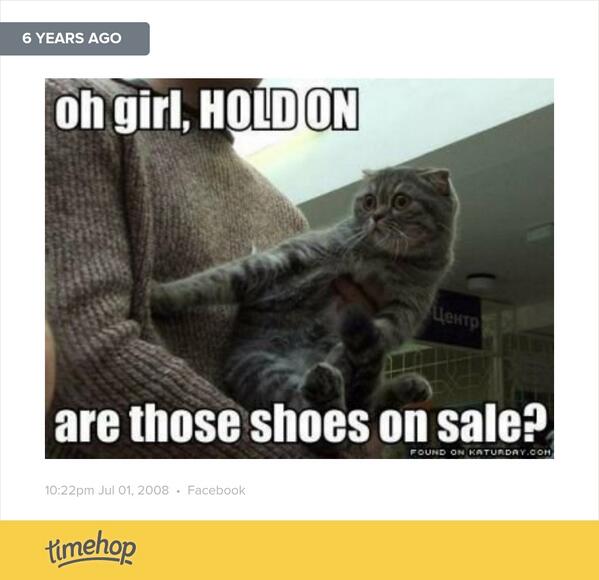 6 YEARS AGO
oh girl, HOLD ON
Центр
are those shoes on sale?
FOUND ON KATURDAY.COM
10:22pm Jul 01, 2008 • Facebook
timehop